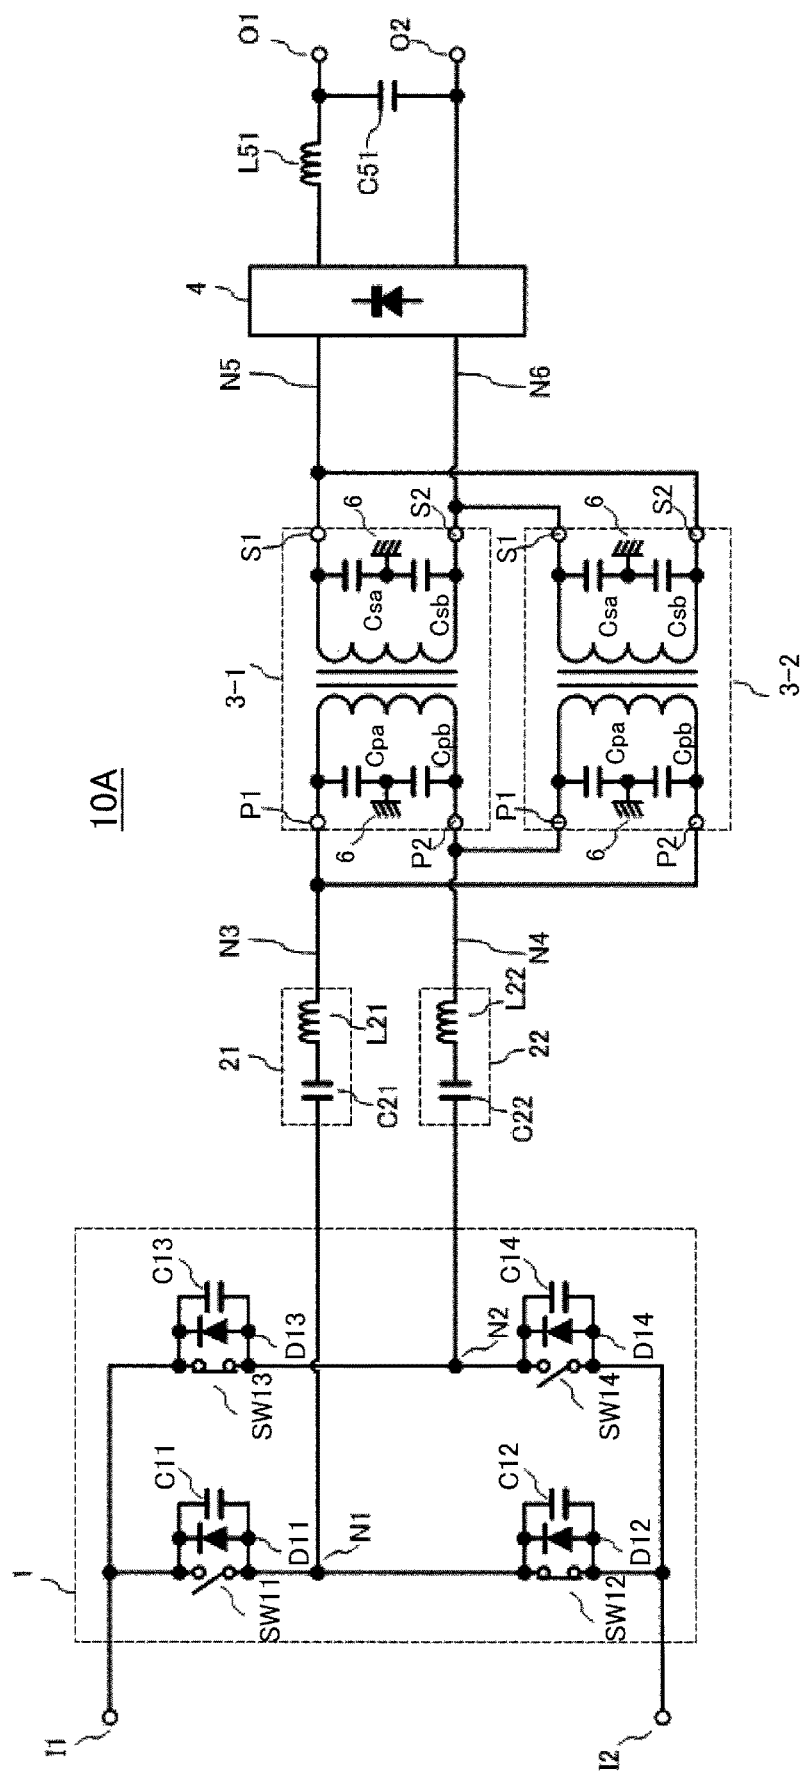 10A
1
I1
I2
C11
D11
SW11
C13
D13
SW13
N1
N2
C12
D12
SW12
C14
D14
SW14
21
C21
L21
22
C22
L22
N3
N4
3-1
P1
P2
6
Cpa
Cpb
Csa
Csb
6
S1
S2
3-2
P1
P2
6
Cpa
Cpb
Csa
Csb
6
S1
S2
N5
N6
4
L51
C51
O1
O2